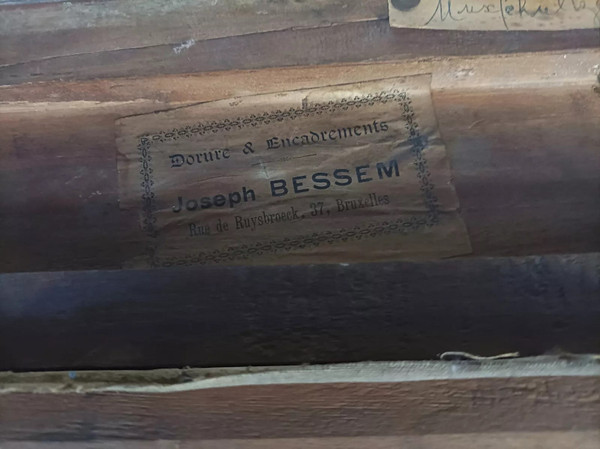 Dorure & Encadrements
Joseph BESSEM
Rue de Ruysbroeck, 37, Bruxelles